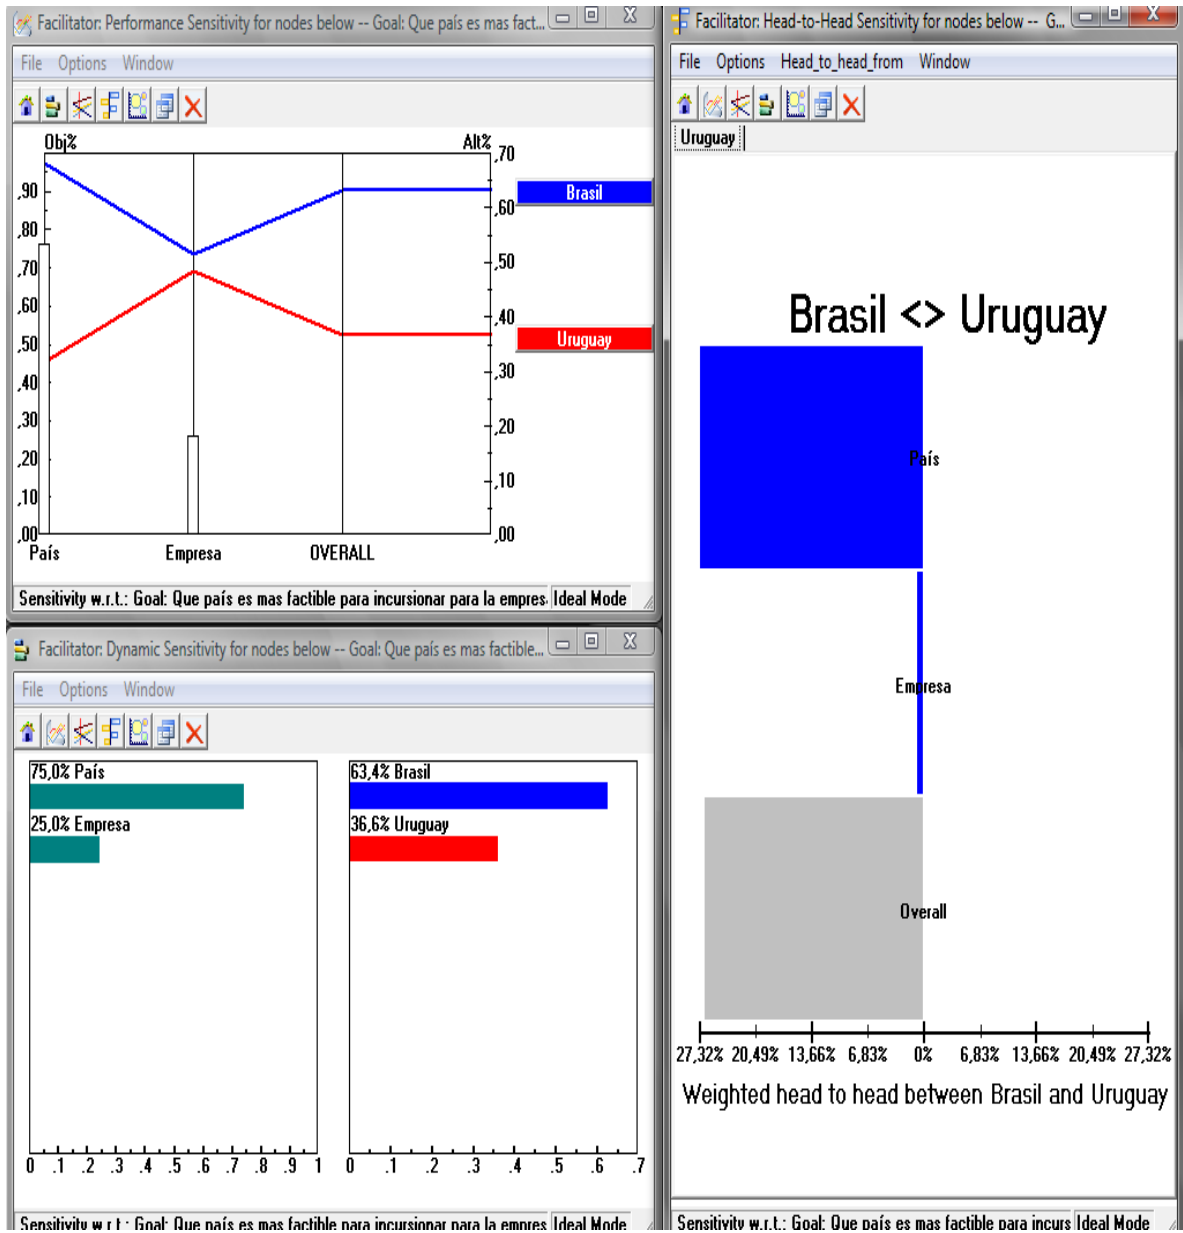 Facilitator: Performance Sensitivity for nodes below -- Goal: Que país es mas fact...
File Options Window
Obj% Alt%
,90
,80
,70
,60
,50
,40
,30
,20
,10
,00
,70
,60
,50
,40
,30
,20
,10
,00
Brasil
Uruguay
País Empresa OVERALL
Sensitivity w.r.t.: Goal: Que país es mas factible para incursionar para la empres Ideal Mode
Facilitator: Dynamic Sensitivity for nodes below -- Goal: Que país es mas factible...
File Options Window
75,0% País
25,0% Empresa
0 .1 .2 .3 .4 .5 .6 .7 .8 .9 1
63,4% Brasil
36,6% Uruguay
0 .1 .2 .3 .4 .5 .6 .7
Sensitivity w.r.t.: Goal: Que país es mas factible para incursionar para la empres Ideal Mode
Facilitator: Head-to-Head Sensitivity for nodes below -- G...
File Options Head_to_head_from Window
Uruguay
Brasil <> Uruguay
País
Empresa
Overall
27,32% 20,49% 13,66% 6,83% 0% 6,83% 13,66% 20,49% 27,32%
Weighted head to head between Brasil and Uruguay
Sensitivity w.r.t.: Goal: Que país es mas factible para incurs Ideal Mode